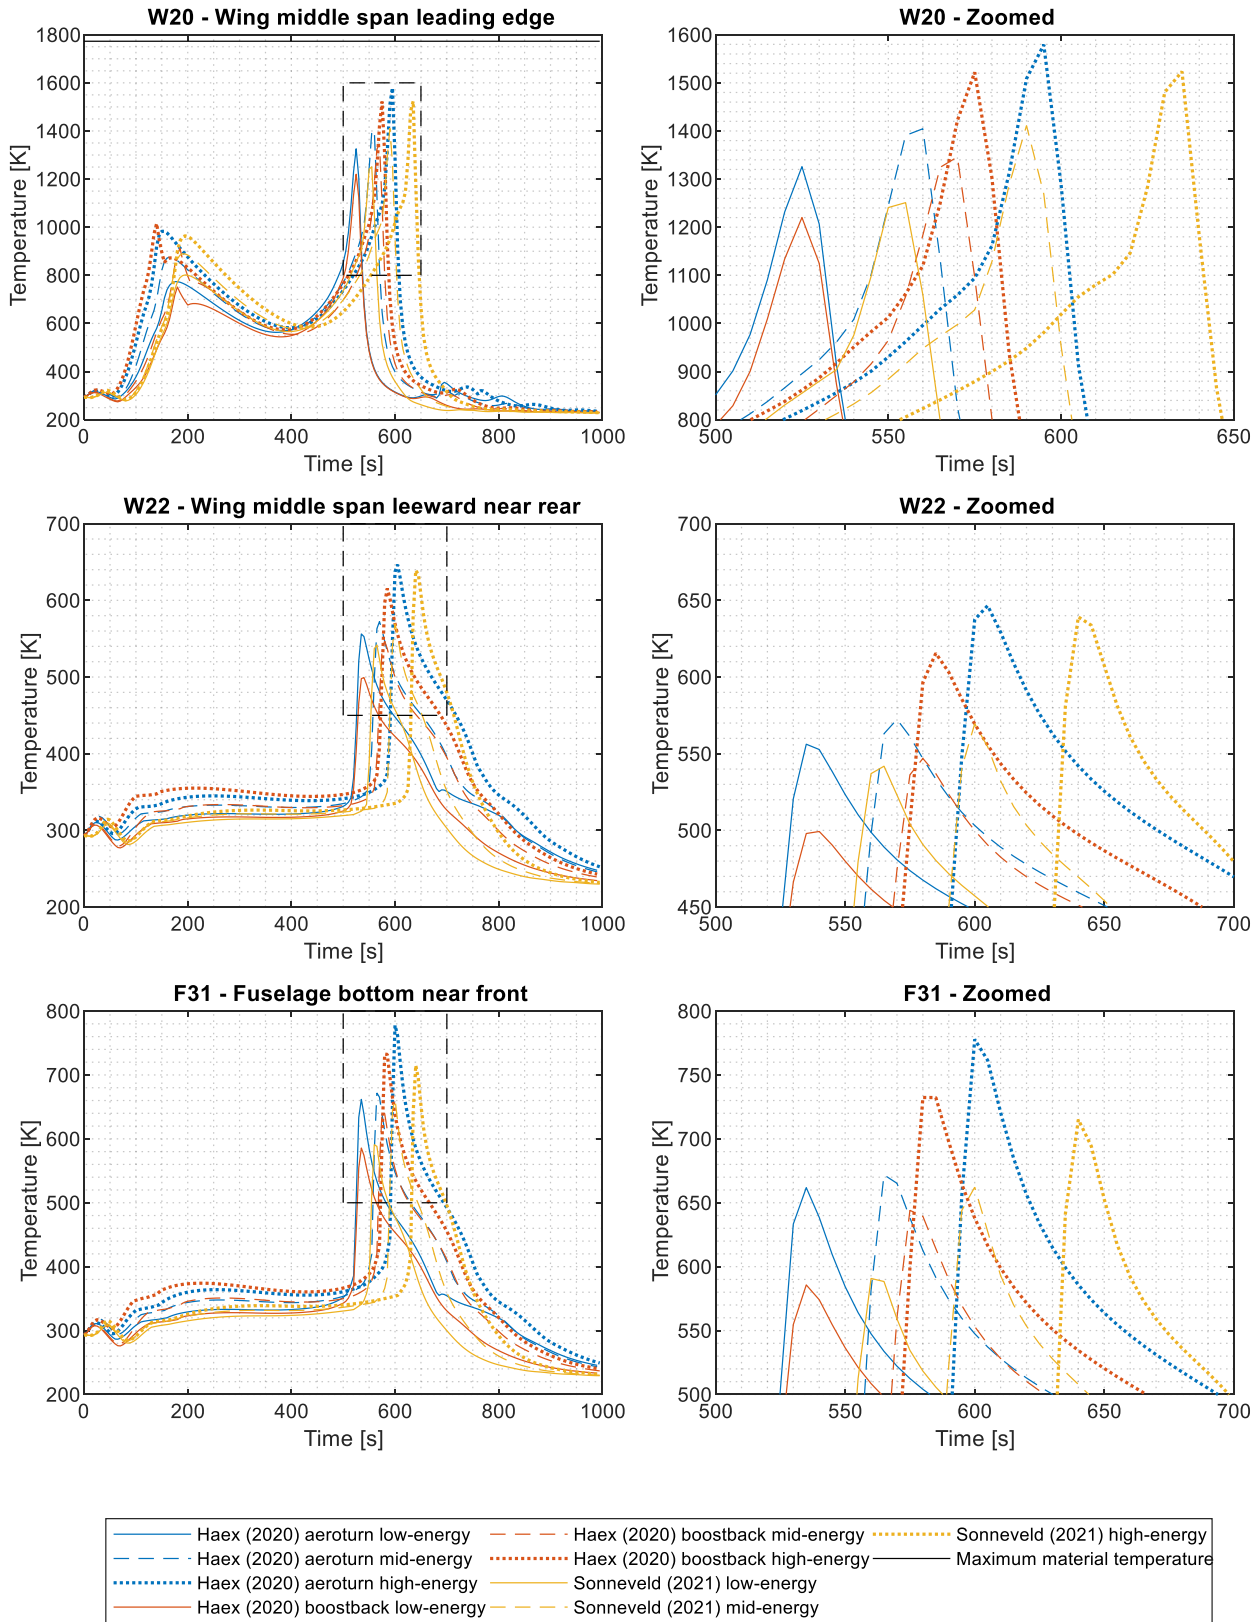 W20 - Wing middle span leading edge
1800
1600
1400
1200
1000
800
600
400
200
Temperature [K]
0
200
400
600
800
1000
Time [s]
W20 - Zoomed
1600
1500
1400
1300
1200
1100
1000
900
800
Temperature [K]
500
550
600
650
Time [s]
W22 - Wing middle span leeward near rear
700
600
500
400
300
200
Temperature [K]
0
200
400
600
800
1000
Time [s]
W22 - Zoomed
700
650
600
550
500
450
Temperature [K]
500
550
600
650
700
Time [s]
F31 - Fuselage bottom near front
800
700
600
500
400
300
200
Temperature [K]
0
200
400
600
800
1000
Time [s]
F31 - Zoomed
800
750
700
650
600
550
500
Temperature [K]
500
550
600
650
700
Time [s]
Haex (2020) aeroturn low-energy
Haex (2020) aeroturn mid-energy
Haex (2020) aeroturn high-energy
Haex (2020) boostback low-energy
Haex (2020) boostback mid-energy
Haex (2020) boostback high-energy
Sonneveld (2021) low-energy
Sonneveld (2021) mid-energy
Sonneveld (2021) high-energy
Maximum material temperature